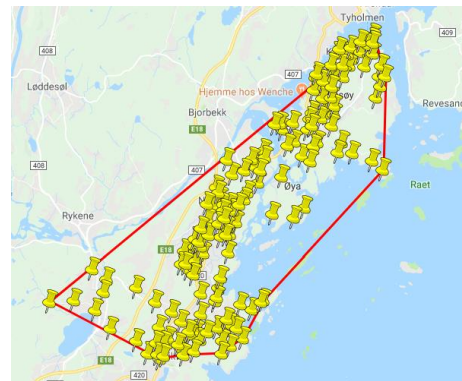 Tyholmen
409
408
407
Hjemme hos Wenche
Løddesøl
Bjorbekk
Revesand
E18
408
407
Øya
Raet
Rykene
E18
E18
420